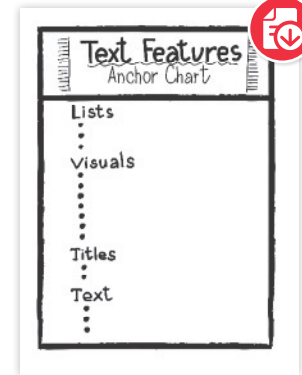 Text Features
Anchor Chart
Lists
•
•
•
Visuals
•
•
•
•
•
•
•
Titles
•
•
Text
•
•
•